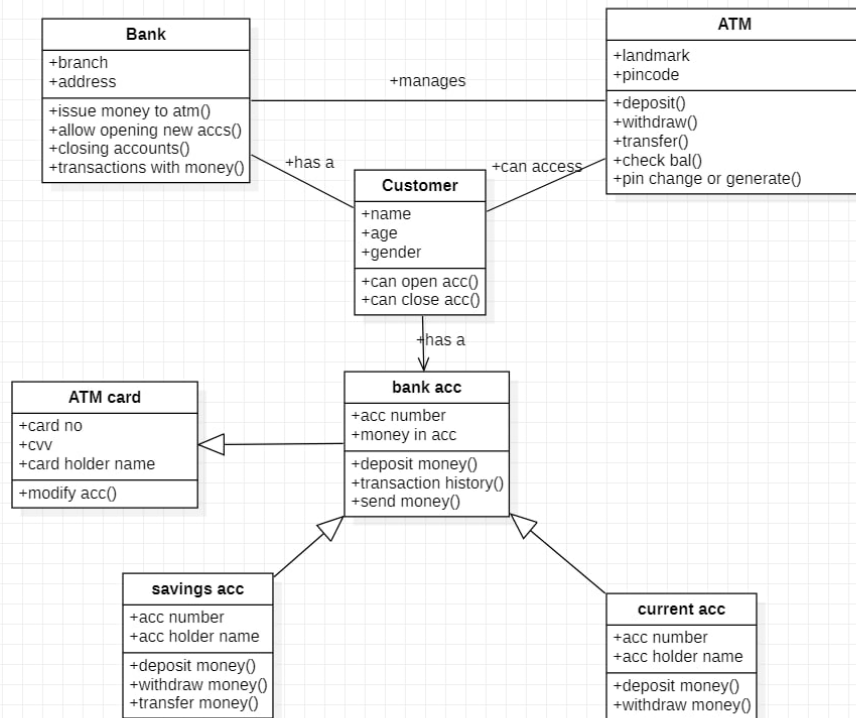 Bank
+branch
+address
+issue money to atm()
+allow opening new accs()
+closing accounts()
+transactions with money()
+manages
ATM
+landmark
+pincode
+deposit()
+withdraw()
+transfer()
+check bal()
+pin change or generate()
+has a
+can access
Customer
+name
+age
+gender
+can open acc()
+can close acc()
+has a
ATM card
+card no
+cvv
+card holder name
+modify acc()
bank acc
+acc number
+money in acc
+deposit money()
+transaction history()
+send money()
savings acc
+acc number
+acc holder name
+deposit money()
+withdraw money()
+transfer money()
current acc
+acc number
+acc holder name
+deposit money()
+withdraw money()